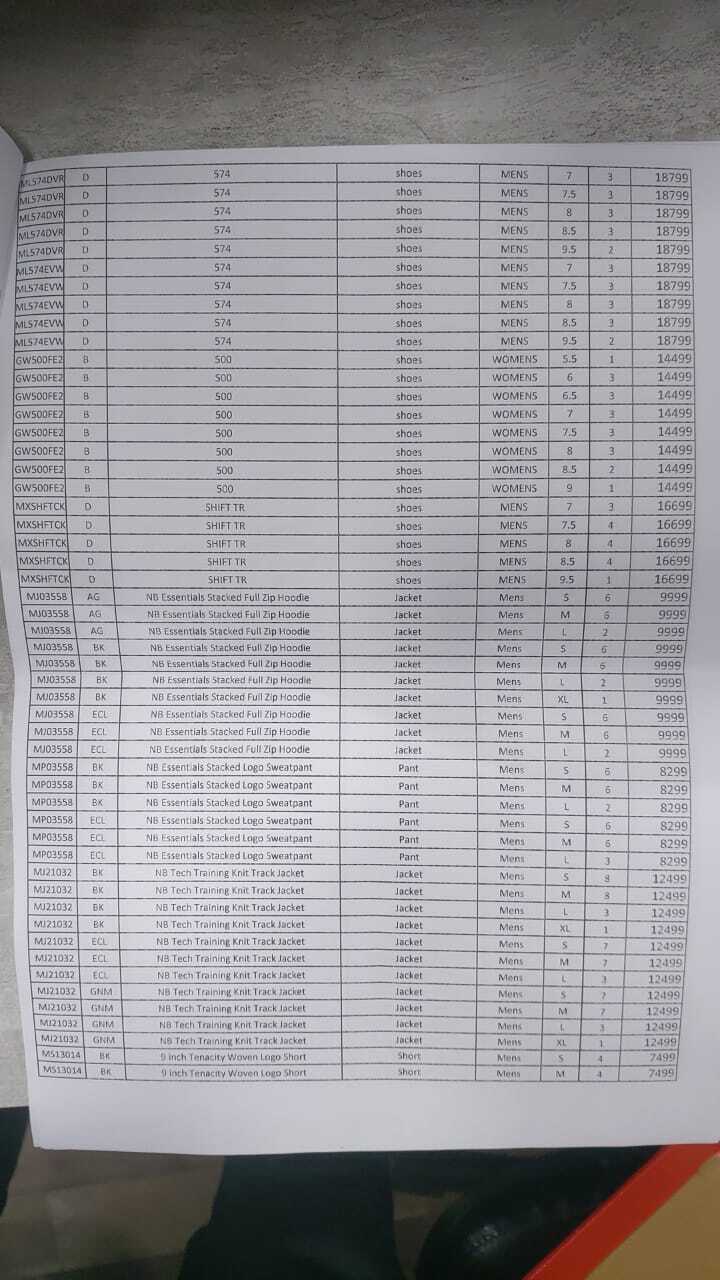 ML574DVR D 574 shoes MENS 7 3 18799
ML574DVR D 574 shoes MENS 7.5 3 18799
ML574DVR D 574 shoes MENS 8 3 18799
ML574DVR D 574 shoes MENS 8.5 3 18799
ML574DVR D 574 shoes MENS 9.5 2 18799
ML574EVW D 574 shoes MENS 7 3 18799
ML574EVW D 574 shoes MENS 7.5 3 18799
ML574EVW D 574 shoes MENS 8 3 18799
ML574EVW D 574 shoes MENS 8.5 3 18799
ML574EVW D 574 shoes MENS 9.5 2 18799
GW500FE2 B 500 shoes WOMENS 5.5 1 14499
GW500FE2 B 500 shoes WOMENS 6 3 14499
GW500FE2 B 500 shoes WOMENS 6.5 3 14499
GW500FE2 B 500 shoes WOMENS 7 3 14499
GW500FE2 B 500 shoes WOMENS 7.5 3 14499
GW500FE2 B 500 shoes WOMENS 8 3 14499
GW500FE2 B 500 shoes WOMENS 8.5 2 14499
GW500FE2 B 500 shoes WOMENS 9 1 14499
MXSHFTCK D SHIFT TR shoes MENS 7 3 16699
MXSHFTCK D SHIFT TR shoes MENS 7.5 4 16699
MXSHFTCK D SHIFT TR shoes MENS 8 4 16699
MXSHFTCK D SHIFT TR shoes MENS 8.5 4 16699
MXSHFTCK D SHIFT TR shoes MENS 9.5 1 16699
MJ03558 AG NB Essentials Stacked Full Zip Hoodie Jacket Mens S 6 9999
MJ03558 AG NB Essentials Stacked Full Zip Hoodie Jacket Mens M 6 9999
MJ03558 AG NB Essentials Stacked Full Zip Hoodie Jacket Mens L 2 9999
MJ03558 BK NB Essentials Stacked Full Zip Hoodie Jacket Mens S 6 9999
MJ03558 BK NB Essentials Stacked Full Zip Hoodie Jacket Mens M 6 9999
MJ03558 BK NB Essentials Stacked Full Zip Hoodie Jacket Mens L 2 9999
MJ03558 BK NB Essentials Stacked Full Zip Hoodie Jacket Mens XL 1 9999
MJ03558 ECL NB Essentials Stacked Full Zip Hoodie Jacket Mens S 6 9999
MJ03558 ECL NB Essentials Stacked Full Zip Hoodie Jacket Mens M 6 9999
MJ03558 ECL NB Essentials Stacked Full Zip Hoodie Jacket Mens L 2 9999
MP03558 BK NB Essentials Stacked Logo Sweatpant Pant Mens S 6 8299
MP03558 BK NB Essentials Stacked Logo Sweatpant Pant Mens M 6 8299
MP03558 BK NB Essentials Stacked Logo Sweatpant Pant Mens L 2 8299
MP03558 ECL NB Essentials Stacked Logo Sweatpant Pant Mens S 6 8299
MP03558 ECL NB Essentials Stacked Logo Sweatpant Pant Mens M 6 8299
MP03558 ECL NB Essentials Stacked Logo Sweatpant Pant Mens L 3 8299
MJ21032 BK NB Tech Training Knit Track Jacket Jacket Mens S 8 12499
MJ21032 BK NB Tech Training Knit Track Jacket Jacket Mens M 8 12499
MJ21032 BK NB Tech Training Knit Track Jacket Jacket Mens L 3 12499
MJ21032 BK NB Tech Training Knit Track Jacket Jacket Mens XL 1 12499
MJ21032 ECL NB Tech Training Knit Track Jacket Jacket Mens S 7 12499
MJ21032 ECL NB Tech Training Knit Track Jacket Jacket Mens M 7 12499
MJ21032 ECL NB Tech Training Knit Track Jacket Jacket Mens L 3 12499
MJ21032 GNM NB Tech Training Knit Track Jacket Jacket Mens S 7 12499
MJ21032 GNM NB Tech Training Knit Track Jacket Jacket Mens M 7 12499
MJ21032 GNM NB Tech Training Knit Track Jacket Jacket Mens L 3 12499
MJ21032 GNM NB Tech Training Knit Track Jacket Jacket Mens XL 1 12499
MS13014 BK 9 inch Tenacity Woven Logo Short Short Mens S 4 7499
MS13014 BK 9 inch Tenacity Woven Logo Short Short Mens M 4 7499